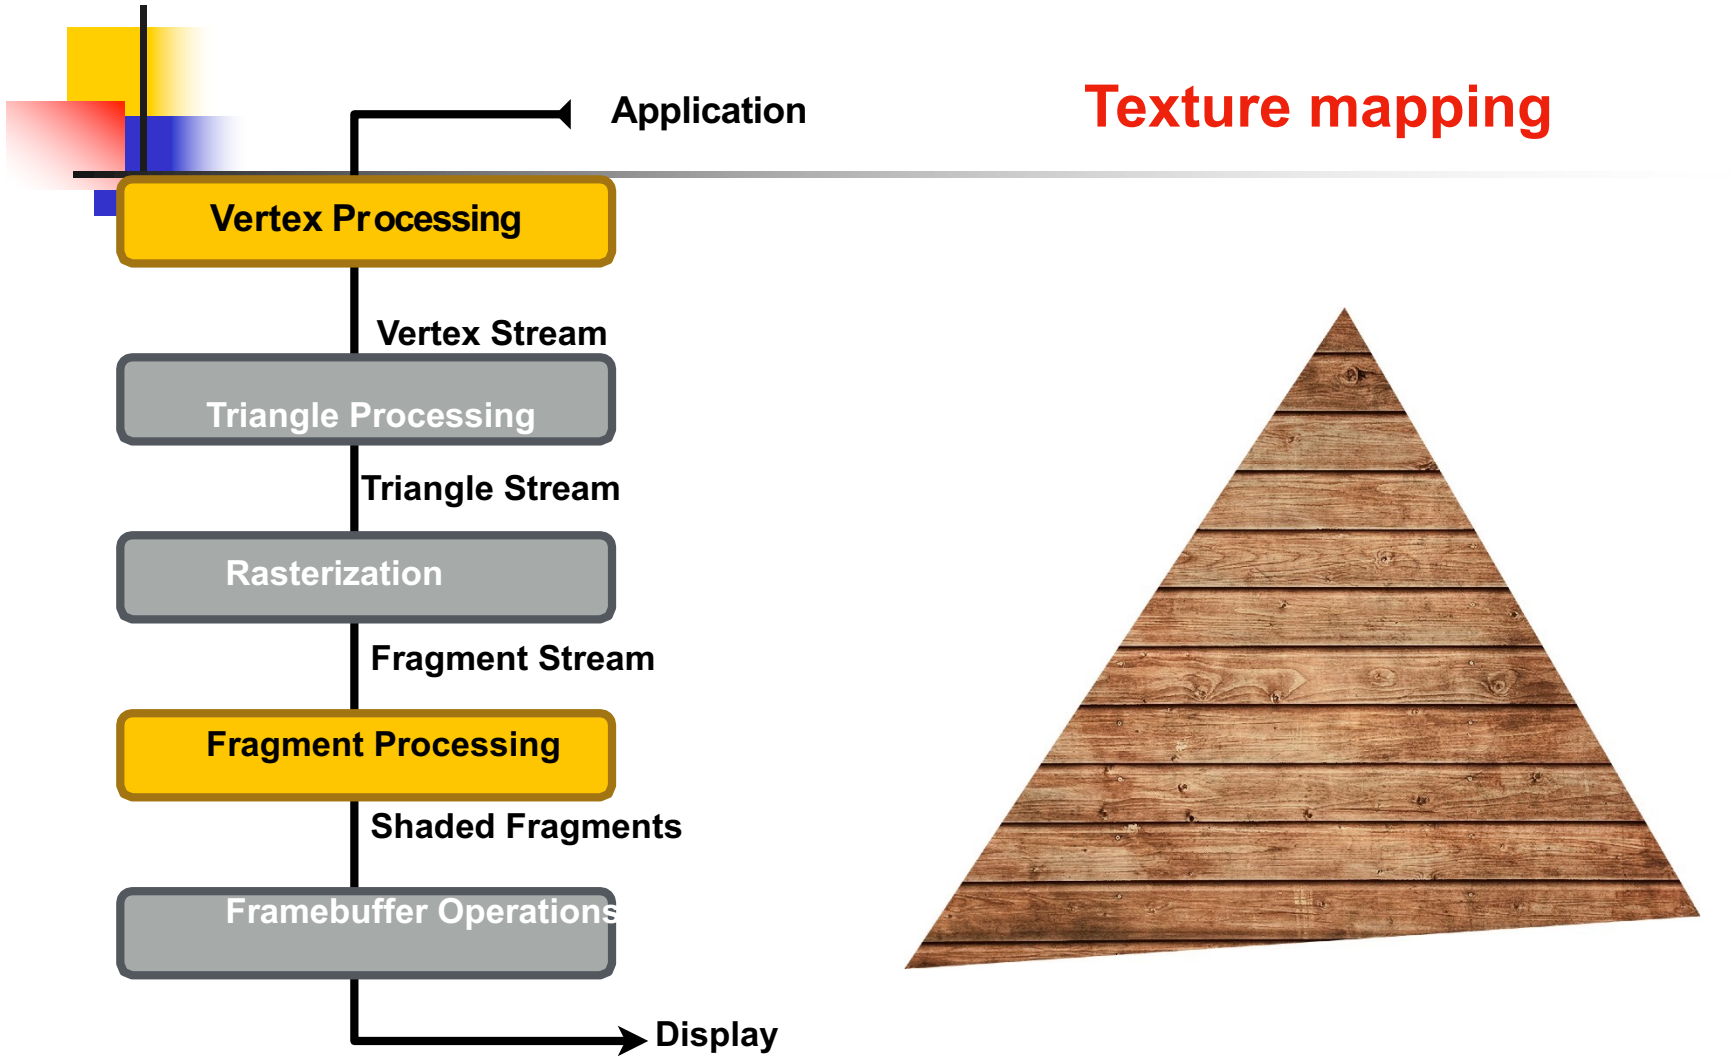 Application
Texture mapping
Vertex Processing
Vertex Stream
Triangle Processing
Triangle Stream
Rasterization
Fragment Stream
Fragment Processing
Shaded Fragments
Framebuffer Operations
Display